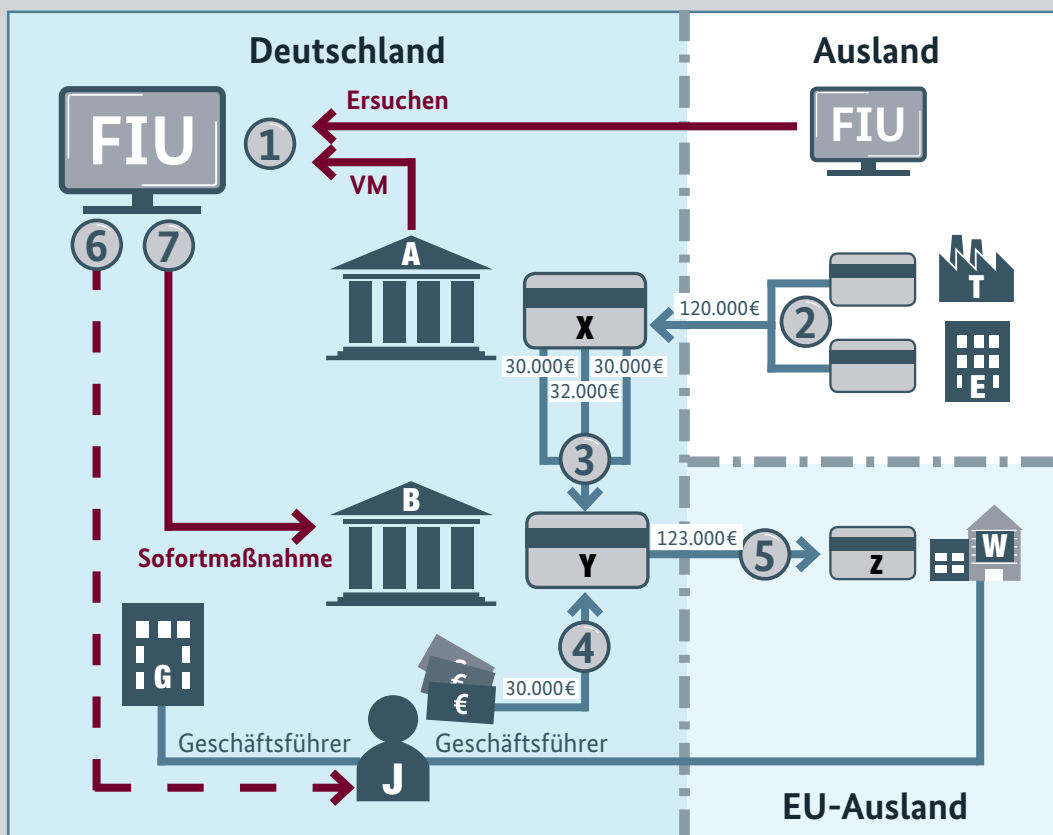 Deutschland
Ausland
Ersuchen
FIU
1
FIU
VM
6
7
A
T
X
120.000€
2
30.000€
30.000€
32.000€
E
3
B
Sofortmaßnahme
Y
123.000€
5
Z
W
4
G
€
€
€
30.000€
Geschäftsführer
Geschäftsführer
J
EU-Ausland